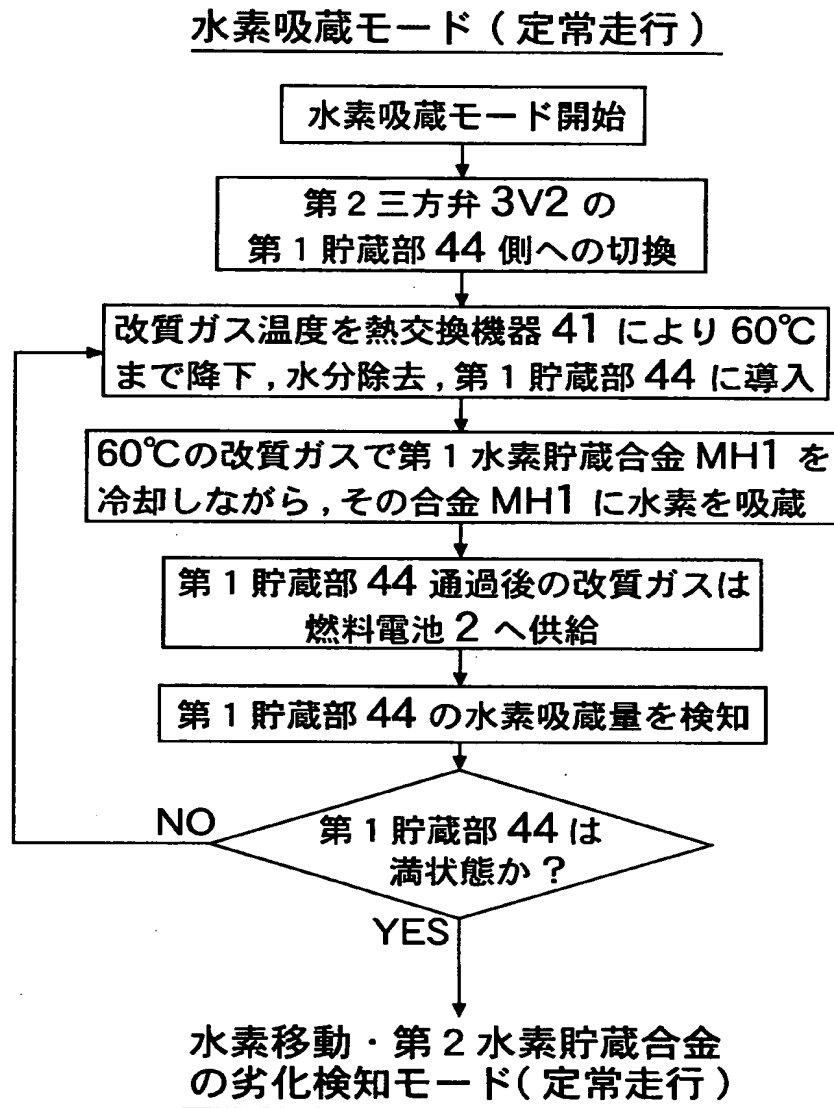 水素吸蔵モード(定常走行)
水素吸蔵モード開始
第2三方弁 3V2 の
第1貯蔵部 44 側への切換
改質ガス温度を熱交換機器 41 により 60℃
まで降下,水分除去,第1貯蔵部 44 に導入
60℃の改質ガスで第1水素貯蔵合金 MH1 を
冷却しながら,その合金 MH1 に水素を吸蔵
第1貯蔵部 44 通過後の改質ガスは
燃料電池 2 へ供給
第1貯蔵部 44 の水素吸蔵量を検知
NO
第1貯蔵部 44 は
満状態か?
YES
水素移動・第2水素貯蔵合金
の劣化検知モード(定常走行)